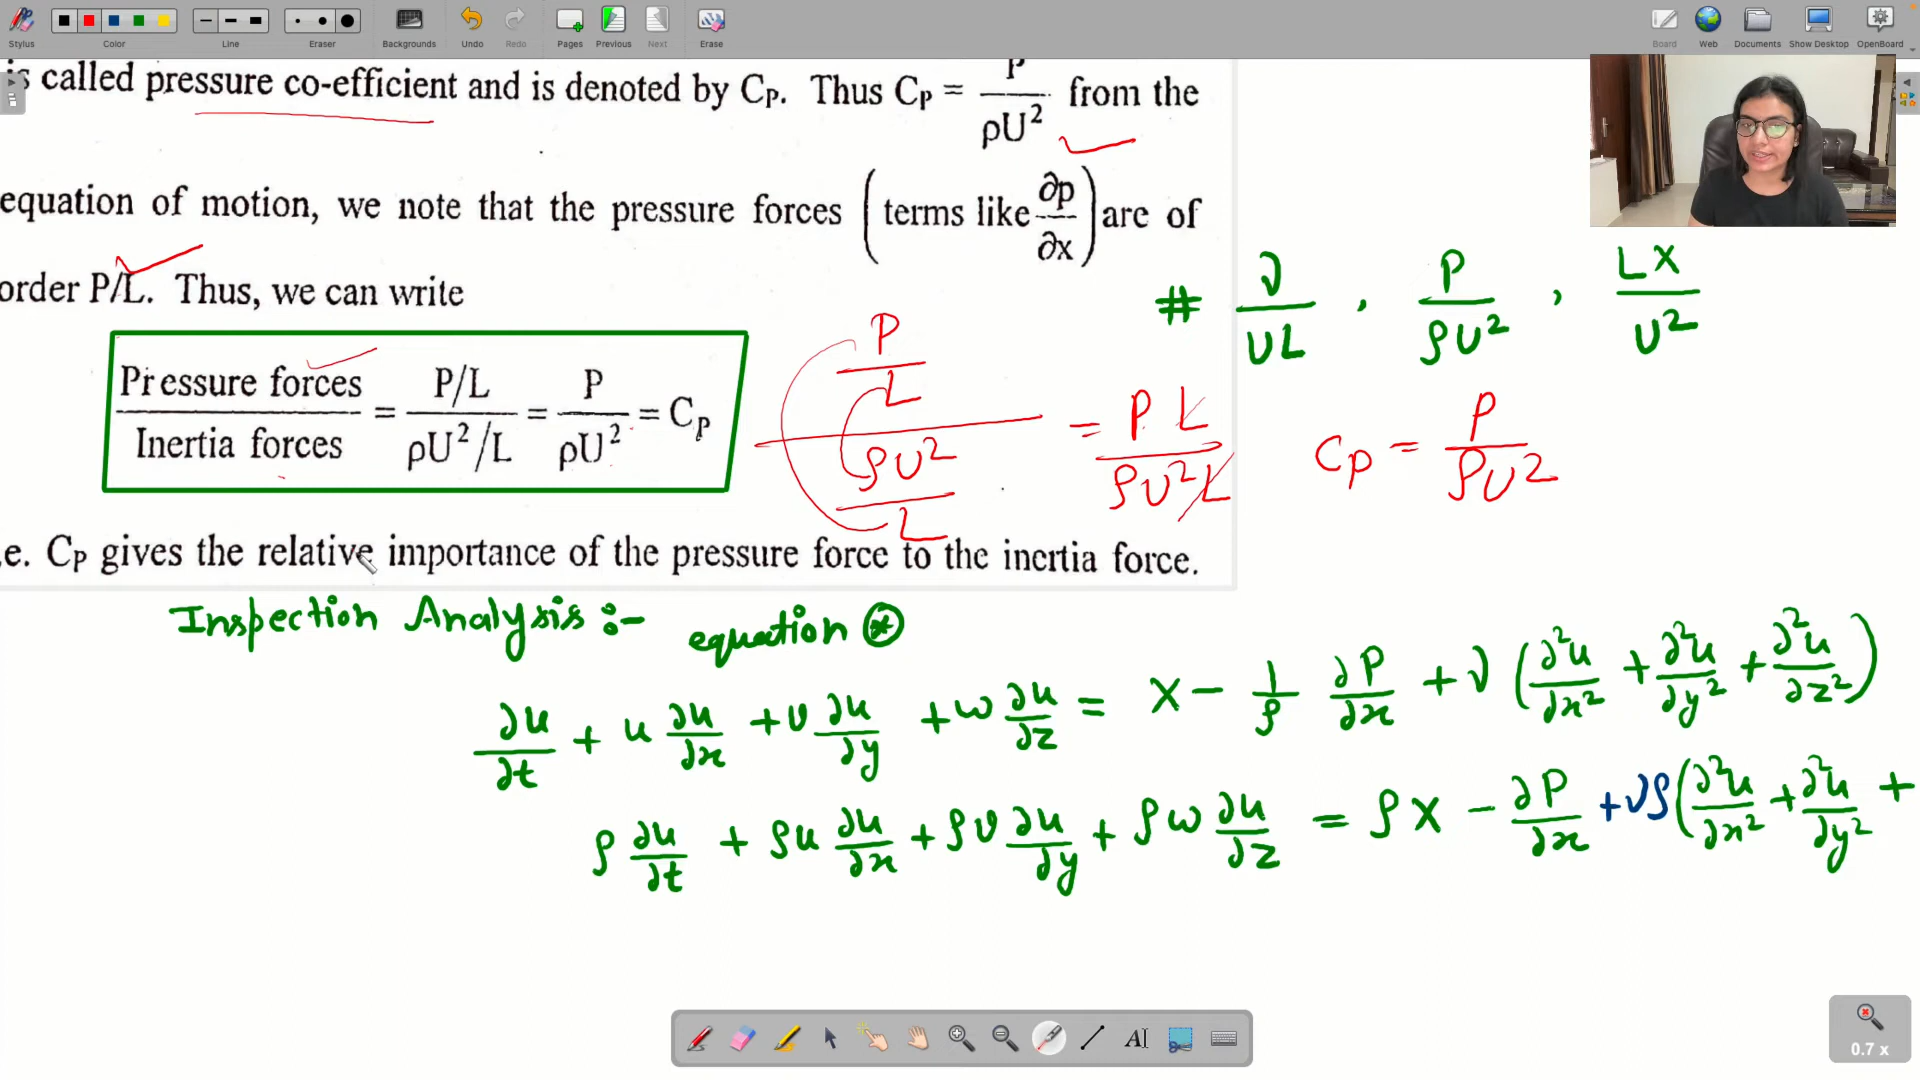 Stylus Color Line Eraser Backgrounds Undo Redo Pages Previous Next Erase Board Web Documents Show Desktop OpenBoard
is called pressure co-efficient and is denoted by Cₚ. Thus Cₚ = P/ρU² from the
equation of motion, we note that the pressure forces (terms like ∂p/∂x) are of
order P/L. Thus, we can write
Pressure forces/Inertia forces = P/L / ρU²/L = P/ρU² = Cₚ
P/L / ρU²/L = PL/ρU²L
# ν/UL , P/ρU² , LX/U²
Cp = P/ρU²
.e. Cₚ gives the relative importance of the pressure force to the inertia force.
Inspection Analysis :- equation ⊛
∂u/∂t + u ∂u/∂x + v ∂u/∂y + w ∂u/∂z = X - 1/ρ ∂P/∂x + ν (∂²u/∂x² + ∂²u/∂y² + ∂²u/∂z²)
ρ ∂u/∂t + ρu ∂u/∂x + ρv ∂u/∂y + ρw ∂u/∂z = ρX - ∂P/∂x + νρ(∂²u/∂x² + ∂²u/∂y² +
0.7 x